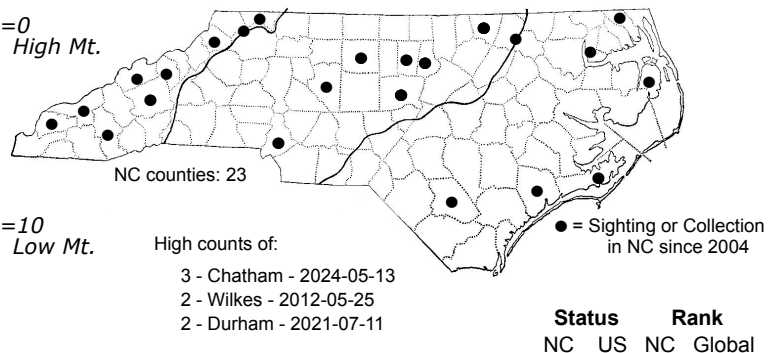 =0
High Mt.
NC counties: 23
=10
Low Mt.
High counts of:
3 - Chatham - 2024-05-13
2 - Wilkes - 2012-05-25
2 - Durham - 2021-07-11
● = Sighting or Collection
in NC since 2004
Status Rank
NC US NC Global